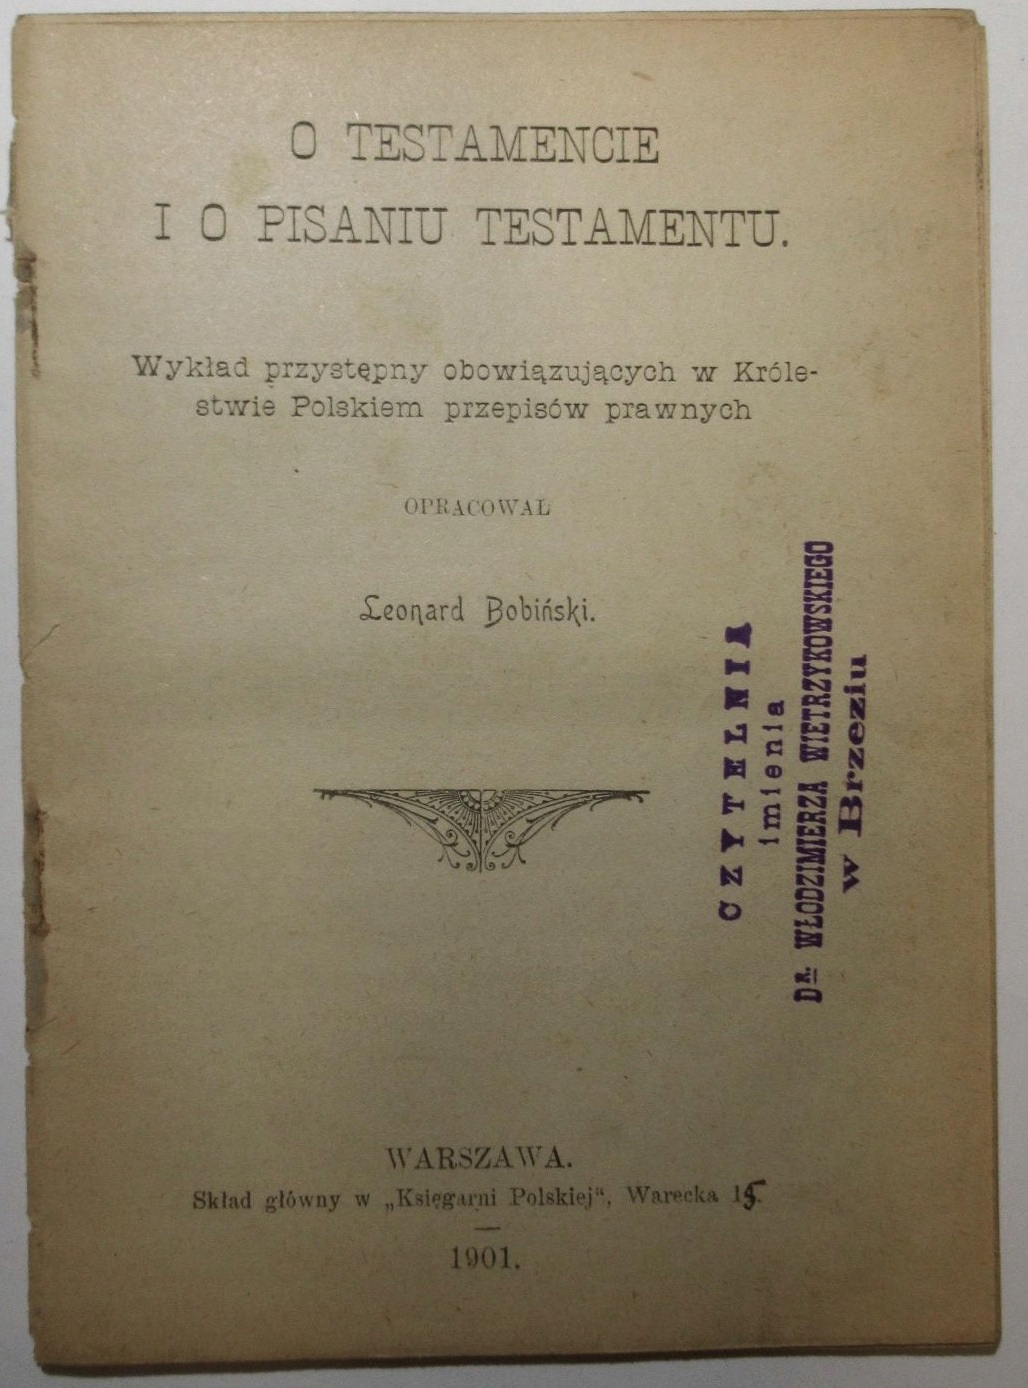 O TESTAMENCIE
I O PISANIU TESTAMENTU.
Wykład przystępny obowiązujących w Króle-
stwie Polskiem przepisów prawnych
OPRACOWAŁ
Leonard Bobiński.
CZYTELNIA
imienia
DR. WŁODZIMIERZA WIETRZYKOWSKIEGO
w Brzeziu
WARSZAWA.
Skład główny w „Księgarni Polskiej“, Warecka 15.
1901.